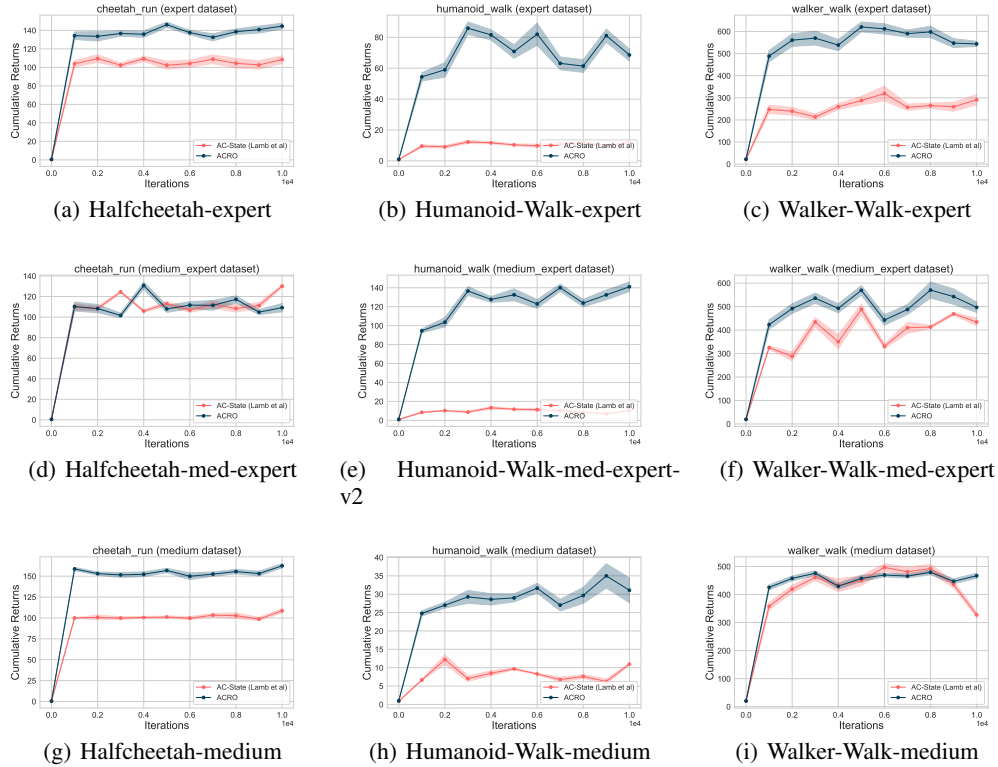 cheetah_run (expert dataset)
Cumulative Returns
140
120
100
80
60
40
20
0
0.0 0.2 0.4 0.6 0.8 1.0
1e4
Iterations
AC-State (Lamb et al)
ACRO
(a) Halfcheetah-expert
humanoid_walk (expert dataset)
Cumulative Returns
80
60
40
20
0
0.0 0.2 0.4 0.6 0.8 1.0
1e4
Iterations
AC-State (Lamb et al)
ACRO
(b) Humanoid-Walk-expert
walker_walk (expert dataset)
Cumulative Returns
600
500
400
300
200
100
0
0.0 0.2 0.4 0.6 0.8 1.0
1e4
Iterations
AC-State (Lamb et al)
ACRO
(c) Walker-Walk-expert
cheetah_run (medium_expert dataset)
Cumulative Returns
140
120
100
80
60
40
20
0
0.0 0.2 0.4 0.6 0.8 1.0
1e4
Iterations
AC-State (Lamb et al)
ACRO
(d) Halfcheetah-med-expert
humanoid_walk (medium_expert dataset)
Cumulative Returns
140
120
100
80
60
40
20
0
0.0 0.2 0.4 0.6 0.8 1.0
1e4
Iterations
AC-State (Lamb et al)
ACRO
(e) Humanoid-Walk-med-expert-
v2
walker_walk (medium_expert dataset)
Cumulative Returns
600
500
400
300
200
100
0
0.0 0.2 0.4 0.6 0.8 1.0
1e4
Iterations
AC-State (Lamb et al)
ACRO
(f) Walker-Walk-med-expert
cheetah_run (medium dataset)
Cumulative Returns
150
125
100
75
50
25
0
0.0 0.2 0.4 0.6 0.8 1.0
1e4
Iterations
AC-State (Lamb et al)
ACRO
(g) Halfcheetah-medium
humanoid_walk (medium dataset)
Cumulative Returns
40
35
30
25
20
15
10
5
0
0.0 0.2 0.4 0.6 0.8 1.0
1e4
Iterations
AC-State (Lamb et al)
ACRO
(h) Humanoid-Walk-medium
walker_walk (medium dataset)
Cumulative Returns
500
400
300
200
100
0
0.0 0.2 0.4 0.6 0.8 1.0
1e4
Iterations
AC-State (Lamb et al)
ACRO
(i) Walker-Walk-medium